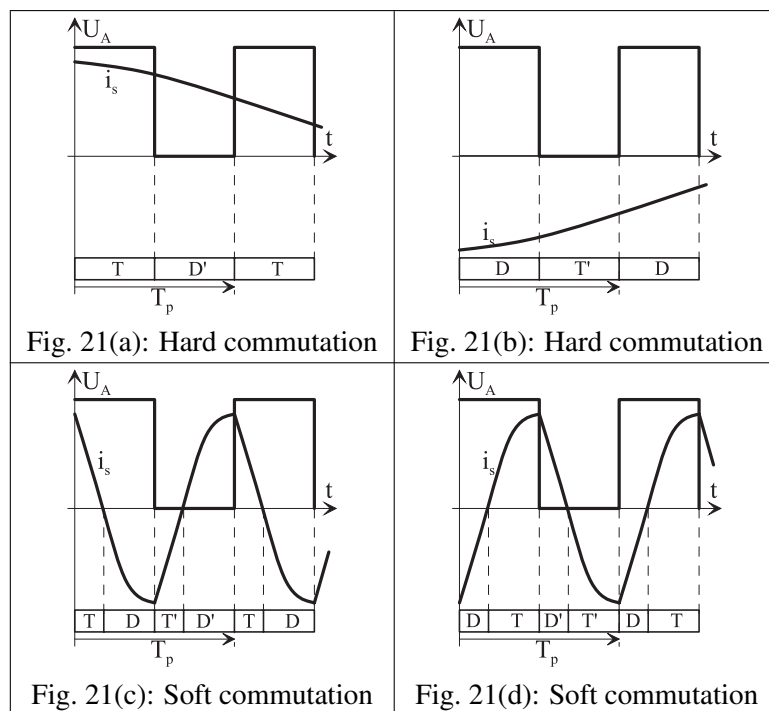 U_A
i_s
t
T D' T
T_p
Fig. 21(a): Hard commutation
U_A
t
i_s
D T' D
T_p
Fig. 21(b): Hard commutation
U_A
i_s
t
T D T' D' T D
T_p
Fig. 21(c): Soft commutation
U_A
i_s
t
D T D' T' D T
T_p
Fig. 21(d): Soft commutation